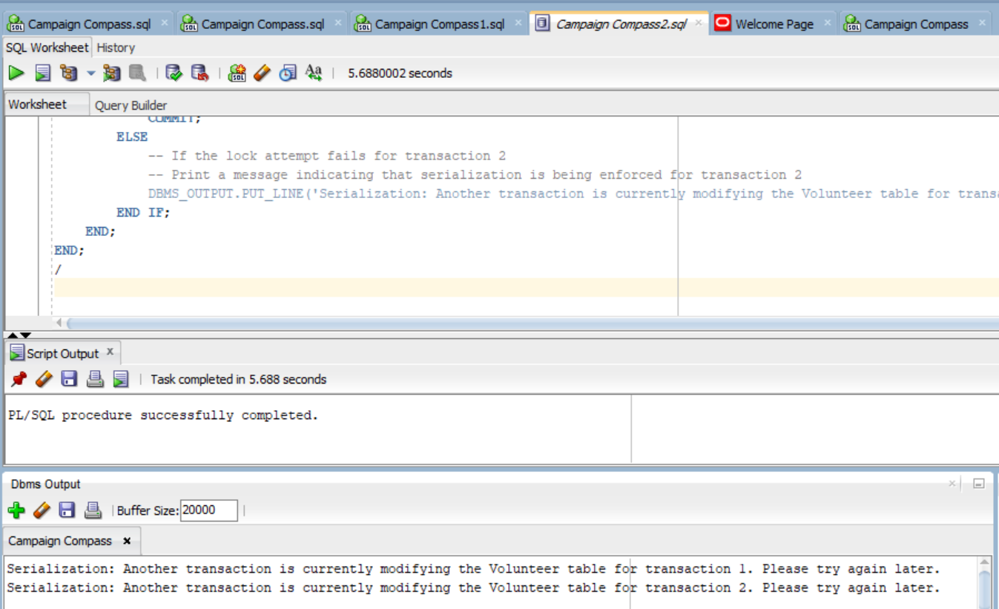 Campaign Compass.sql Campaign Compass.sql Campaign Compass1.sql Campaign Compass2.sql Welcome Page Campaign Compass
SQL Worksheet History
5.6880002 seconds
Worksheet Query Builder
COMMIT;
ELSE
-- If the lock attempt fails for transaction 2
-- Print a message indicating that serialization is being enforced for transaction 2
DBMS_OUTPUT.PUT_LINE('Serialization: Another transaction is currently modifying the Volunteer table for trans
END IF;
END;
END;
/
Script Output x
Task completed in 5.688 seconds
PL/SQL procedure successfully completed.
Dbms Output
Buffer Size: 20000
Campaign Compass x
Serialization: Another transaction is currently modifying the Volunteer table for transaction 1. Please try again later.
Serialization: Another transaction is currently modifying the Volunteer table for transaction 2. Please try again later.